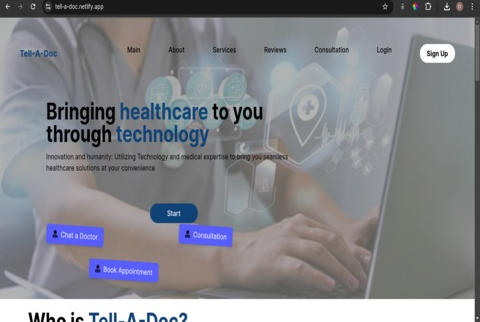 tell-a-doc.netlify.app
Tell-A-Doc
Main About Services Reviews Consultation Login Sign Up
Bringing healthcare to you
through technology
Innovation and humanity: Utilizing Technology and medical expertise to bring you seamless
healthcare solutions at your convenience
Start
Chat a Doctor
Consultation
Book Appointment
Who is Tell-A-Doc?